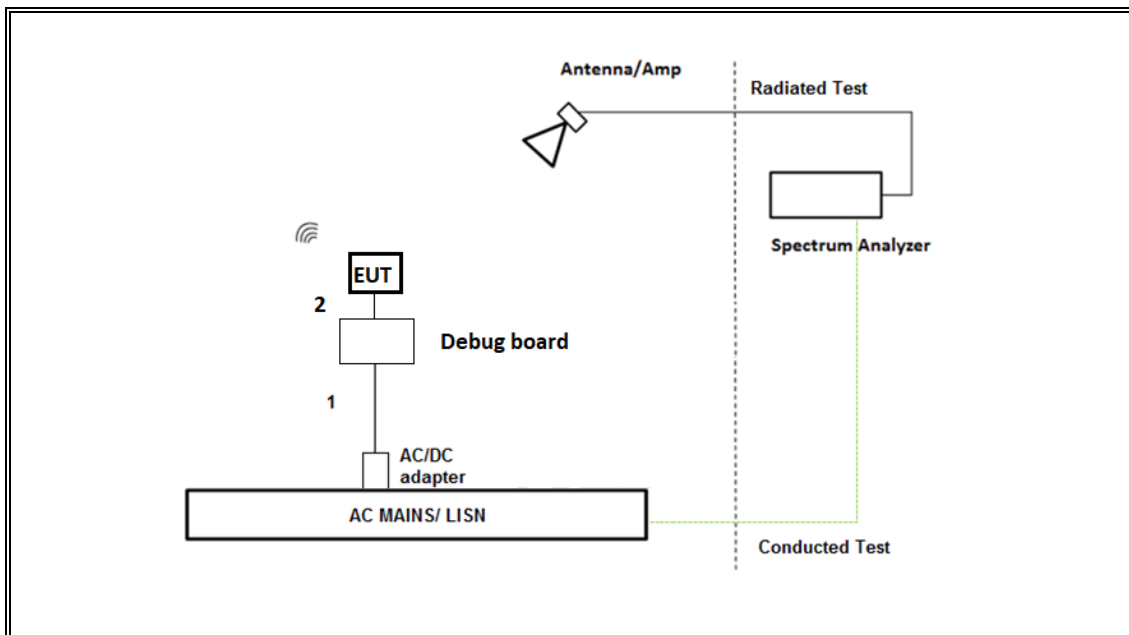 Antenna/Amp
Radiated Test
Spectrum Analyzer
EUT
2
Debug board
1
AC/DC
adapter
AC MAINS/ LISN
Conducted Test